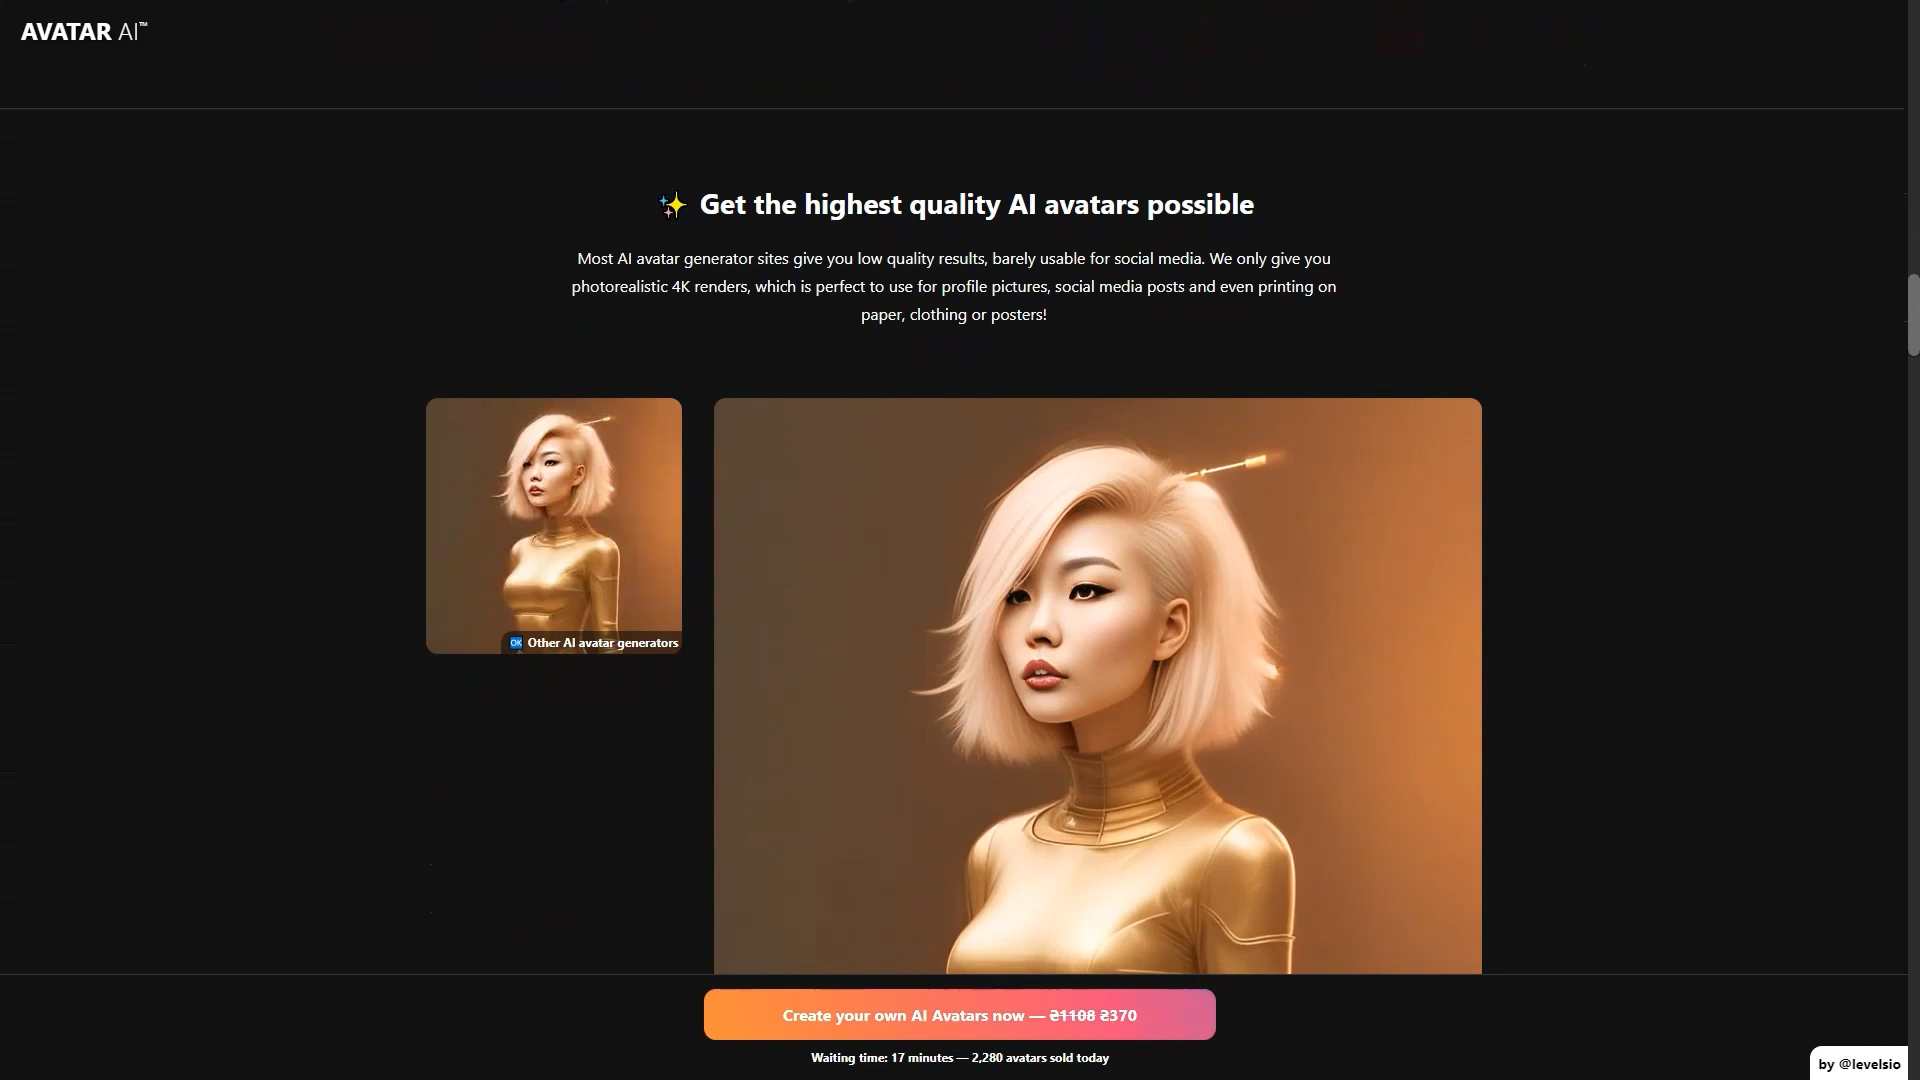 AVATAR AI™
✨ Get the highest quality AI avatars possible
Most AI avatar generator sites give you low quality results, barely usable for social media. We only give you
photorealistic 4K renders, which is perfect to use for profile pictures, social media posts and even printing on
paper, clothing or posters!
🆗 Other AI avatar generators
Create your own AI Avatars now — ₴1108 ₴370
Waiting time: 17 minutes — 2,280 avatars sold today
by @levelsio